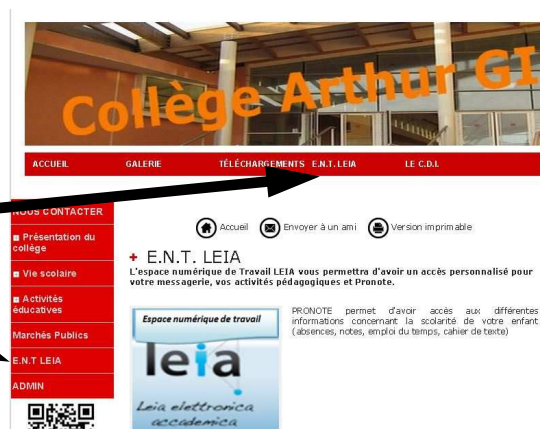 Collège Arthur GI
ACCUEIL GALERIE TÉLÉCHARGEMENTS E.N.T. LEIA LE C.D.I.
NOUS CONTACTER
Présentation du
collège
Vie scolaire
Activités
éducatives
Marchés Publics
E.N.T LEIA
ADMIN
Accueil Envoyer à un ami Version imprimable
+ E.N.T. LEIA
L'espace numérique de Travail LEIA vous permettra d'avoir un accès personnalisé pour
votre messagerie, vos activités pédagogiques et Pronote.
Espace numérique de travail
leia
Leia elettronica
accademica
PRONOTE permet d'avoir accès aux différentes
informations concernant la scolarité de votre enfant
(absences, notes, emploi du temps, cahier de texte)